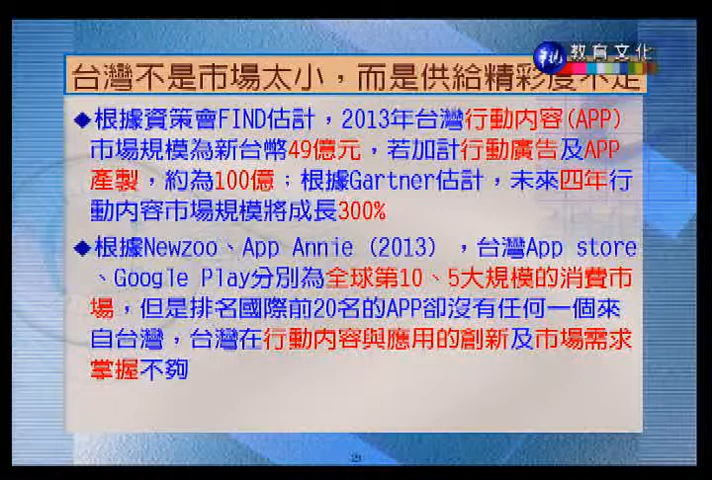 華視 教育文化
台灣不是市場太小，而是供給精彩度不足
◆根據資策會FIND估計，2013年台灣行動內容(APP)
市場規模為新台幣49億元，若加計行動廣告及APP
產製，約為100億；根據Gartner估計，未來四年行
動內容市場規模將成長300%
◆根據Newzoo、App Annie (2013) ，台灣App store
、Google Play分別為全球第10、5大規模的消費市
場，但是排名國際前20名的APP卻沒有任何一個來
自台灣，台灣在行動內容與應用的創新及市場需求
掌握不夠